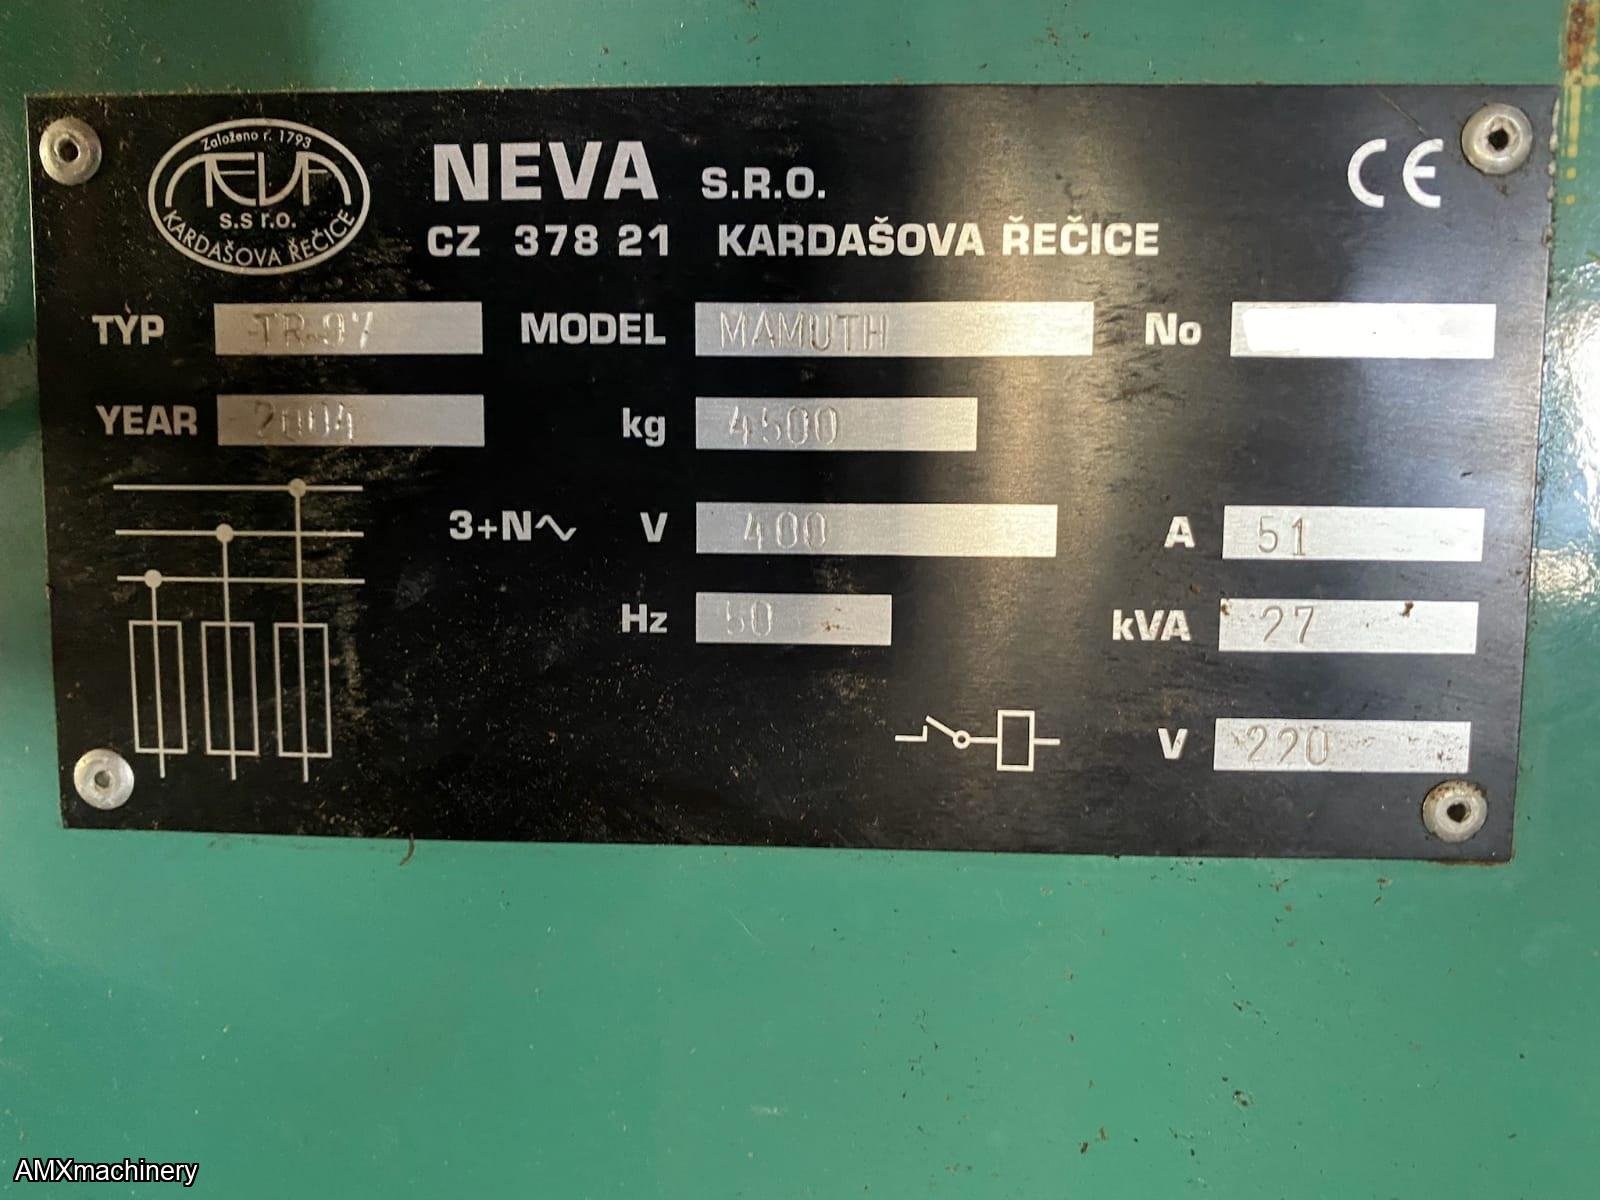 Založeno r. 1793
NEVA
s.s r.o.
KARDAŠOVA ŘEČICE
NEVA S.R.O.
CZ 378 21 KARDAŠOVA ŘEČICE
CE
TYP TR-97 MODEL MAMUTH No
YEAR 2004 kg 4500
3+N~ V 400 A 51
Hz 50 kVA 27
V 220
AMXmachinery